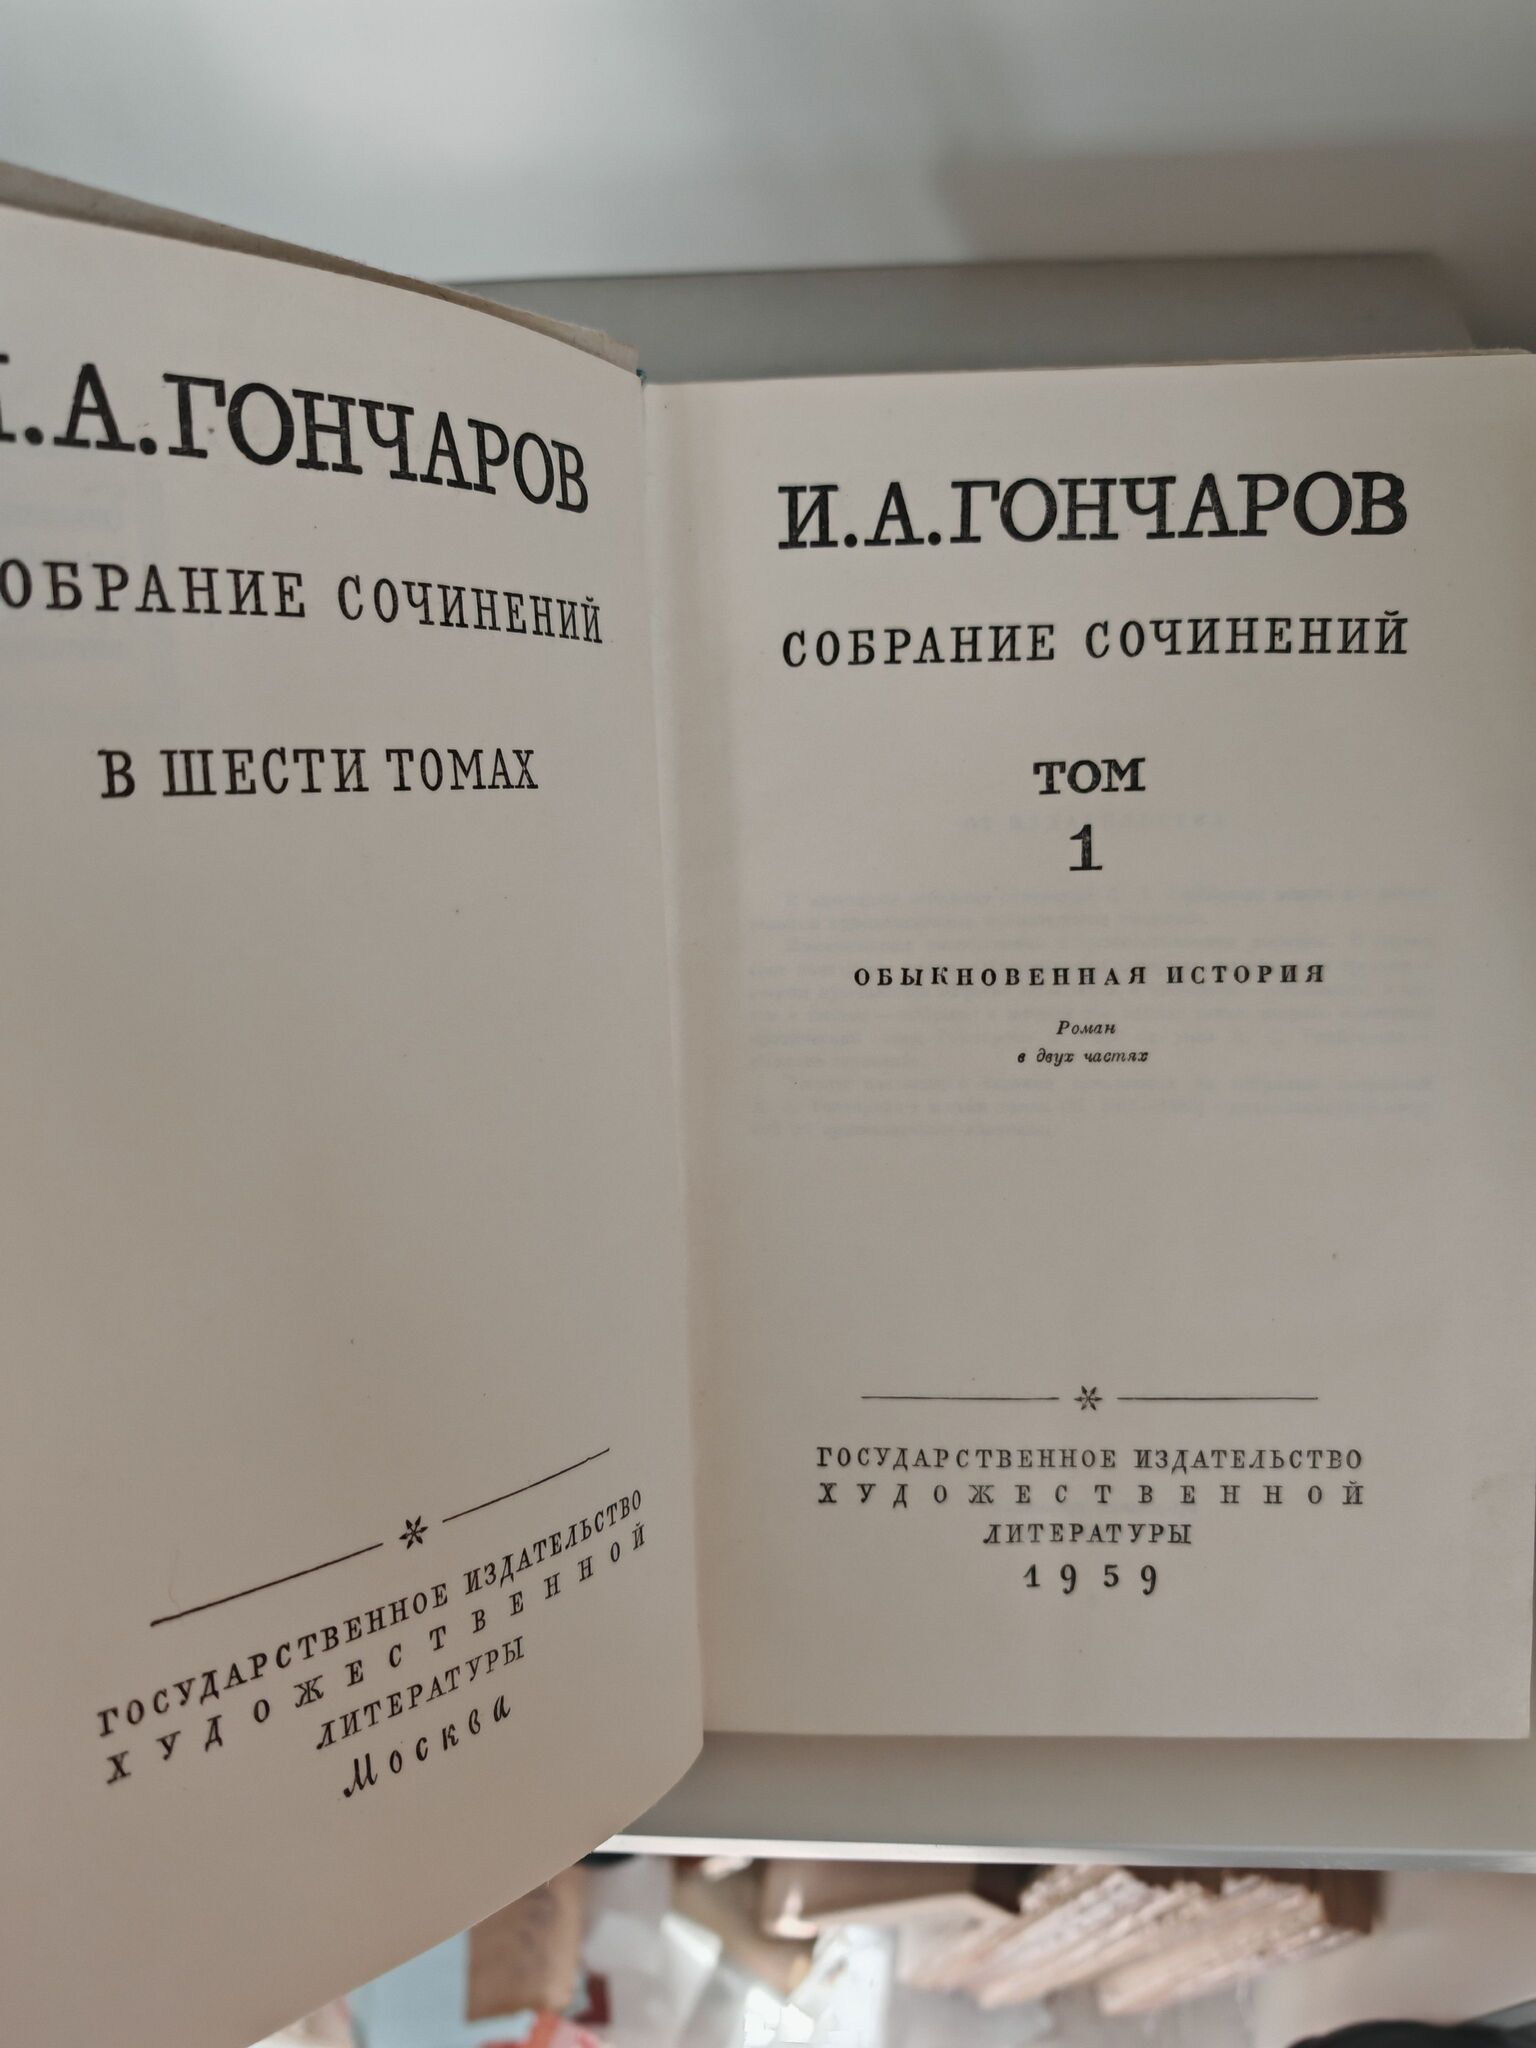 И.А.ГОНЧАРОВ
СОБРАНИЕ СОЧИНЕНИЙ
В ШЕСТИ ТОМАХ
ГОСУДАРСТВЕННОЕ ИЗДАТЕЛЬСТВО
ХУДОЖЕСТВЕННОЙ
ЛИТЕРАТУРЫ
Москва
И.А.ГОНЧАРОВ
СОБРАНИЕ СОЧИНЕНИЙ
ТОМ
1
ОБЫКНОВЕННАЯ ИСТОРИЯ
Роман
в двух частях
ГОСУДАРСТВЕННОЕ ИЗДАТЕЛЬСТВО
ХУДОЖЕСТВЕННОЙ
ЛИТЕРАТУРЫ
1959